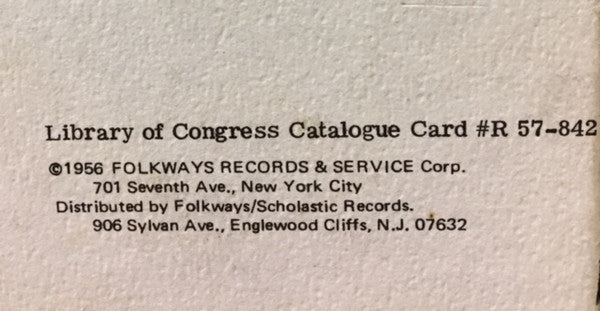 Library of Congress Catalogue Card #R 57-842
©1956 FOLKWAYS RECORDS & SERVICE Corp.
701 Seventh Ave., New York City
Distributed by Folkways/Scholastic Records.
906 Sylvan Ave., Englewood Cliffs, N.J. 07632